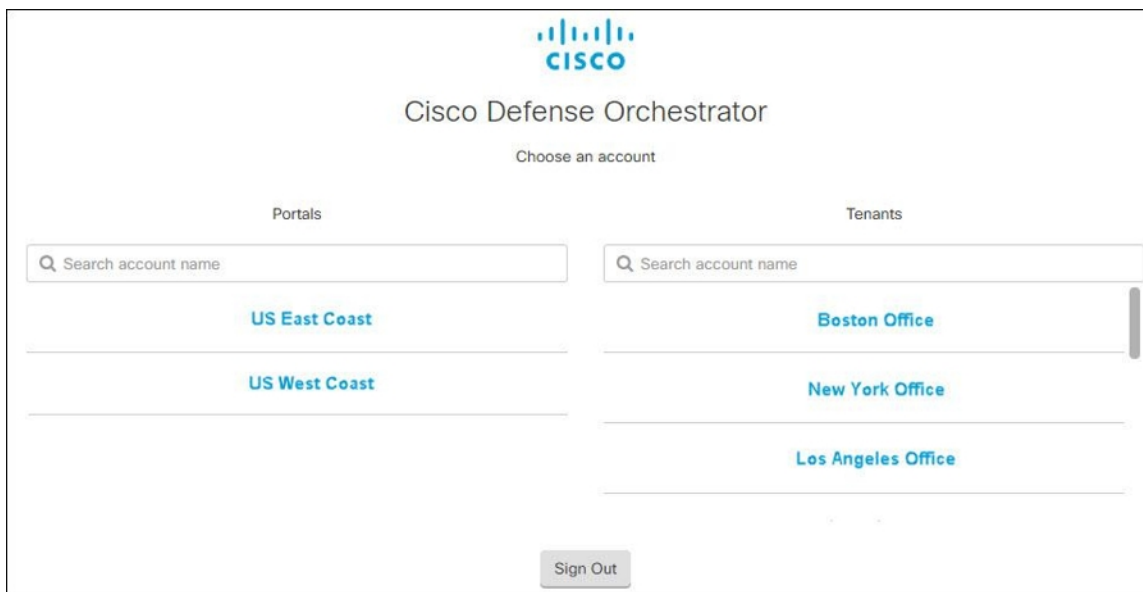 CISCO
Cisco Defense Orchestrator
Choose an account
Portals
Tenants
Search account name
Search account name
US East Coast
Boston Office
US West Coast
New York Office
Los Angeles Office
Sign Out